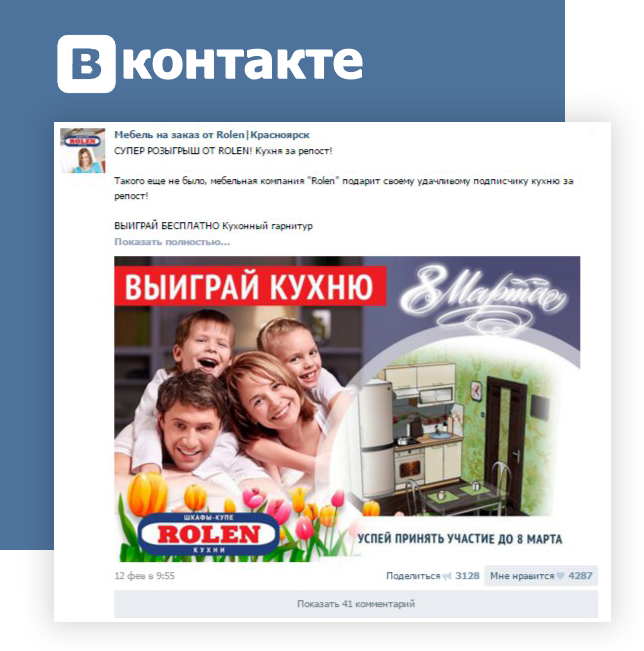 В контакте
ROLEN
Мебель на заказ от Rolen|Красноярск
СУПЕР РОЗЫГРЫШ ОТ ROLEN! Кухня за репост!
Такого еще не было, мебельная компания "Rolen" подарит своему удачливому подписчику кухню за
репост!
ВЫИГРАЙ БЕСПЛАТНО Кухонный гарнитур
Показать полностью...
ВЫИГРАЙ КУХНЮ
8 Марта
ШКАФЫ-КУПЕ
ROLEN
КУХНИ
УСПЕЙ ПРИНЯТЬ УЧАСТИЕ ДО 8 МАРТА
12 фев в 9:55
Поделиться 3128 Мне нравится 4287
Показать 41 комментарий